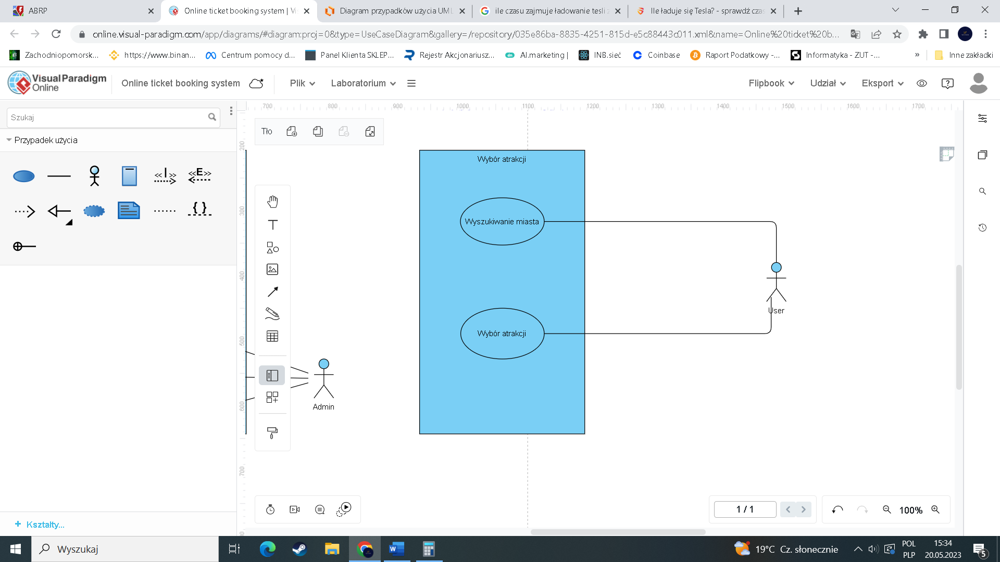 ABRP
Online ticket booking system | Vi
Diagram przypadków użycia UML
ile czasu zajmuje ładowanie tesli z
Ile ładuje się Tesla? - sprawdź czas
online.visual-paradigm.com/app/diagrams/#diagram:proj=0&type=UseCaseDiagram&gallery=/repository/035e86ba-8835-4251-815d-e5c88443c011.xml&name=Online%20ticket%20b...
Zachodniopomorsk...
https://www.binan...
Centrum pomocy d...
Panel Klienta SKLEP...
Rejestr Akcjonariusz...
AI.marketing |
INB.sieć
Coinbase
Raport Podatkowy -...
Informatyka - ZUT -...
»
Inne zakładki
Visual Paradigm
Online
Online ticket booking system
Plik
Laboratorium
Flipbook
Udział
Eksport
Szukaj
Przypadek użycia
<<I>>
<<E>>
{ }
700 800 900 1000 1100 1200 1300 1400 1500 1600 1700
200
300
400
500
600
700
Tło
Wybór atrakcji
Wyszukiwanie miasta
Wybór atrakcji
User
Admin
1 / 1
100%
+ Kształty...
Wyszukaj
19°C Cz. słonecznie
POL
PLP
15:34
20.05.2023
5